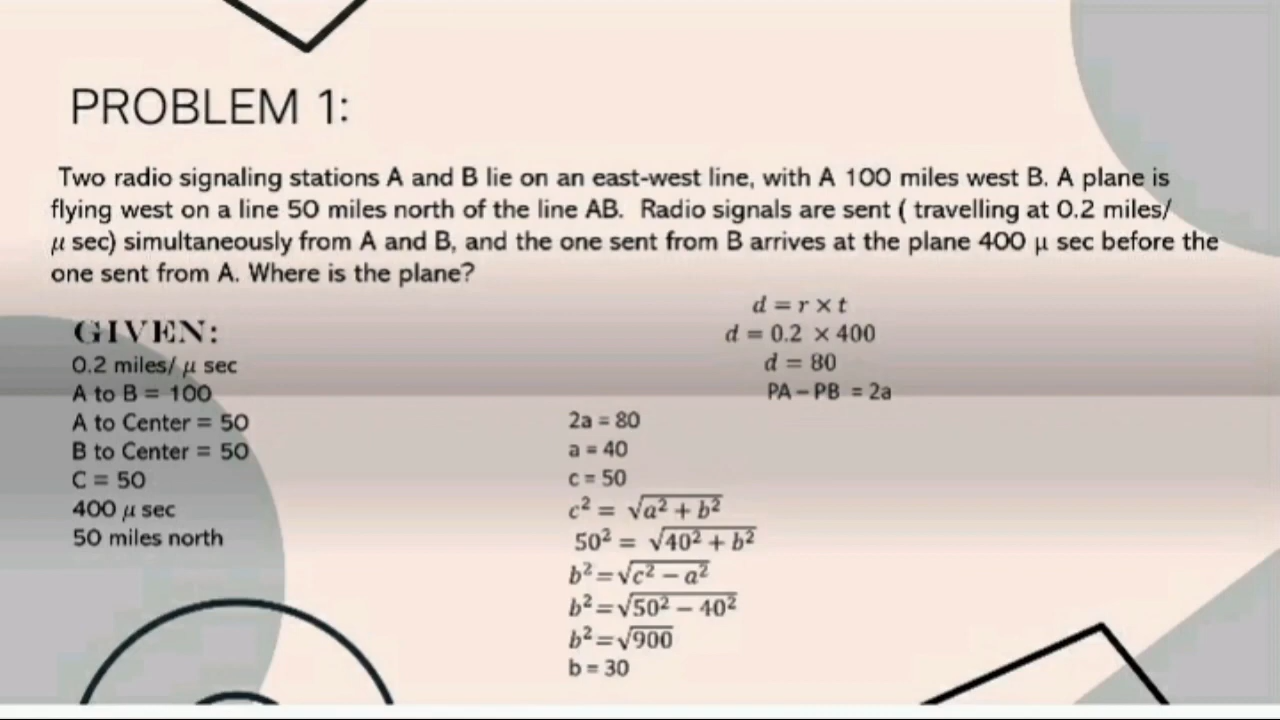 PROBLEM 1:
Two radio signaling stations A and B lie on an east-west line, with A 100 miles west B. A plane is
flying west on a line 50 miles north of the line AB. Radio signals are sent ( travelling at 0.2 miles/
μ sec) simultaneously from A and B, and the one sent from B arrives at the plane 400 μ sec before the
one sent from A. Where is the plane?
GIVEN:
0.2 miles/ μ sec
A to B = 100
A to Center = 50
B to Center = 50
C = 50
400 μ sec
50 miles north
d = r × t
d = 0.2 × 400
d = 80
PA – PB = 2a
2a = 80
a = 40
c = 50
c² = √a² + b²
50² = √40² + b²
b² = √c² − a²
b² = √50² − 40²
b² = √900
b = 30